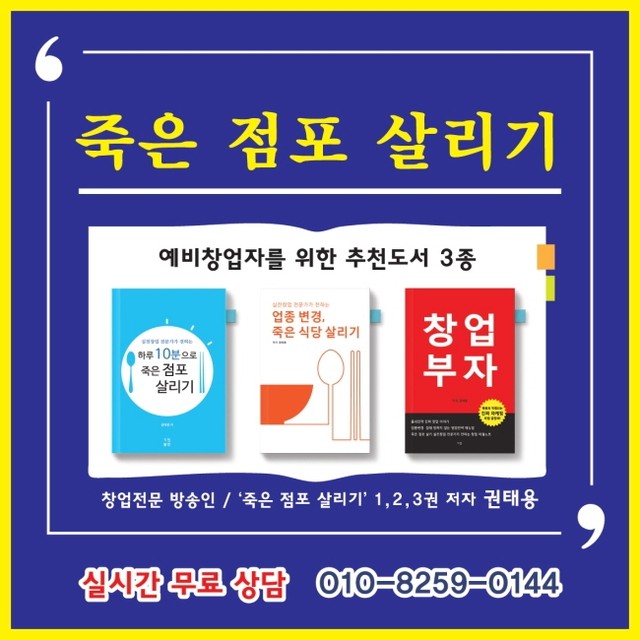 죽은 점포 살리기
예비창업자를 위한 추천도서 3종
실전창업 전문가가 전하는
하루 10분으로
죽은 점포
살리기
실전창업 전문가가 전하는
업종 변경,
죽은 식당 살리기
창업
부자
창업전문 방송인 / ‘죽은 점포 살리기’ 1,2,3권 저자 권태용
실시간 무료 상담 010-8259-0144